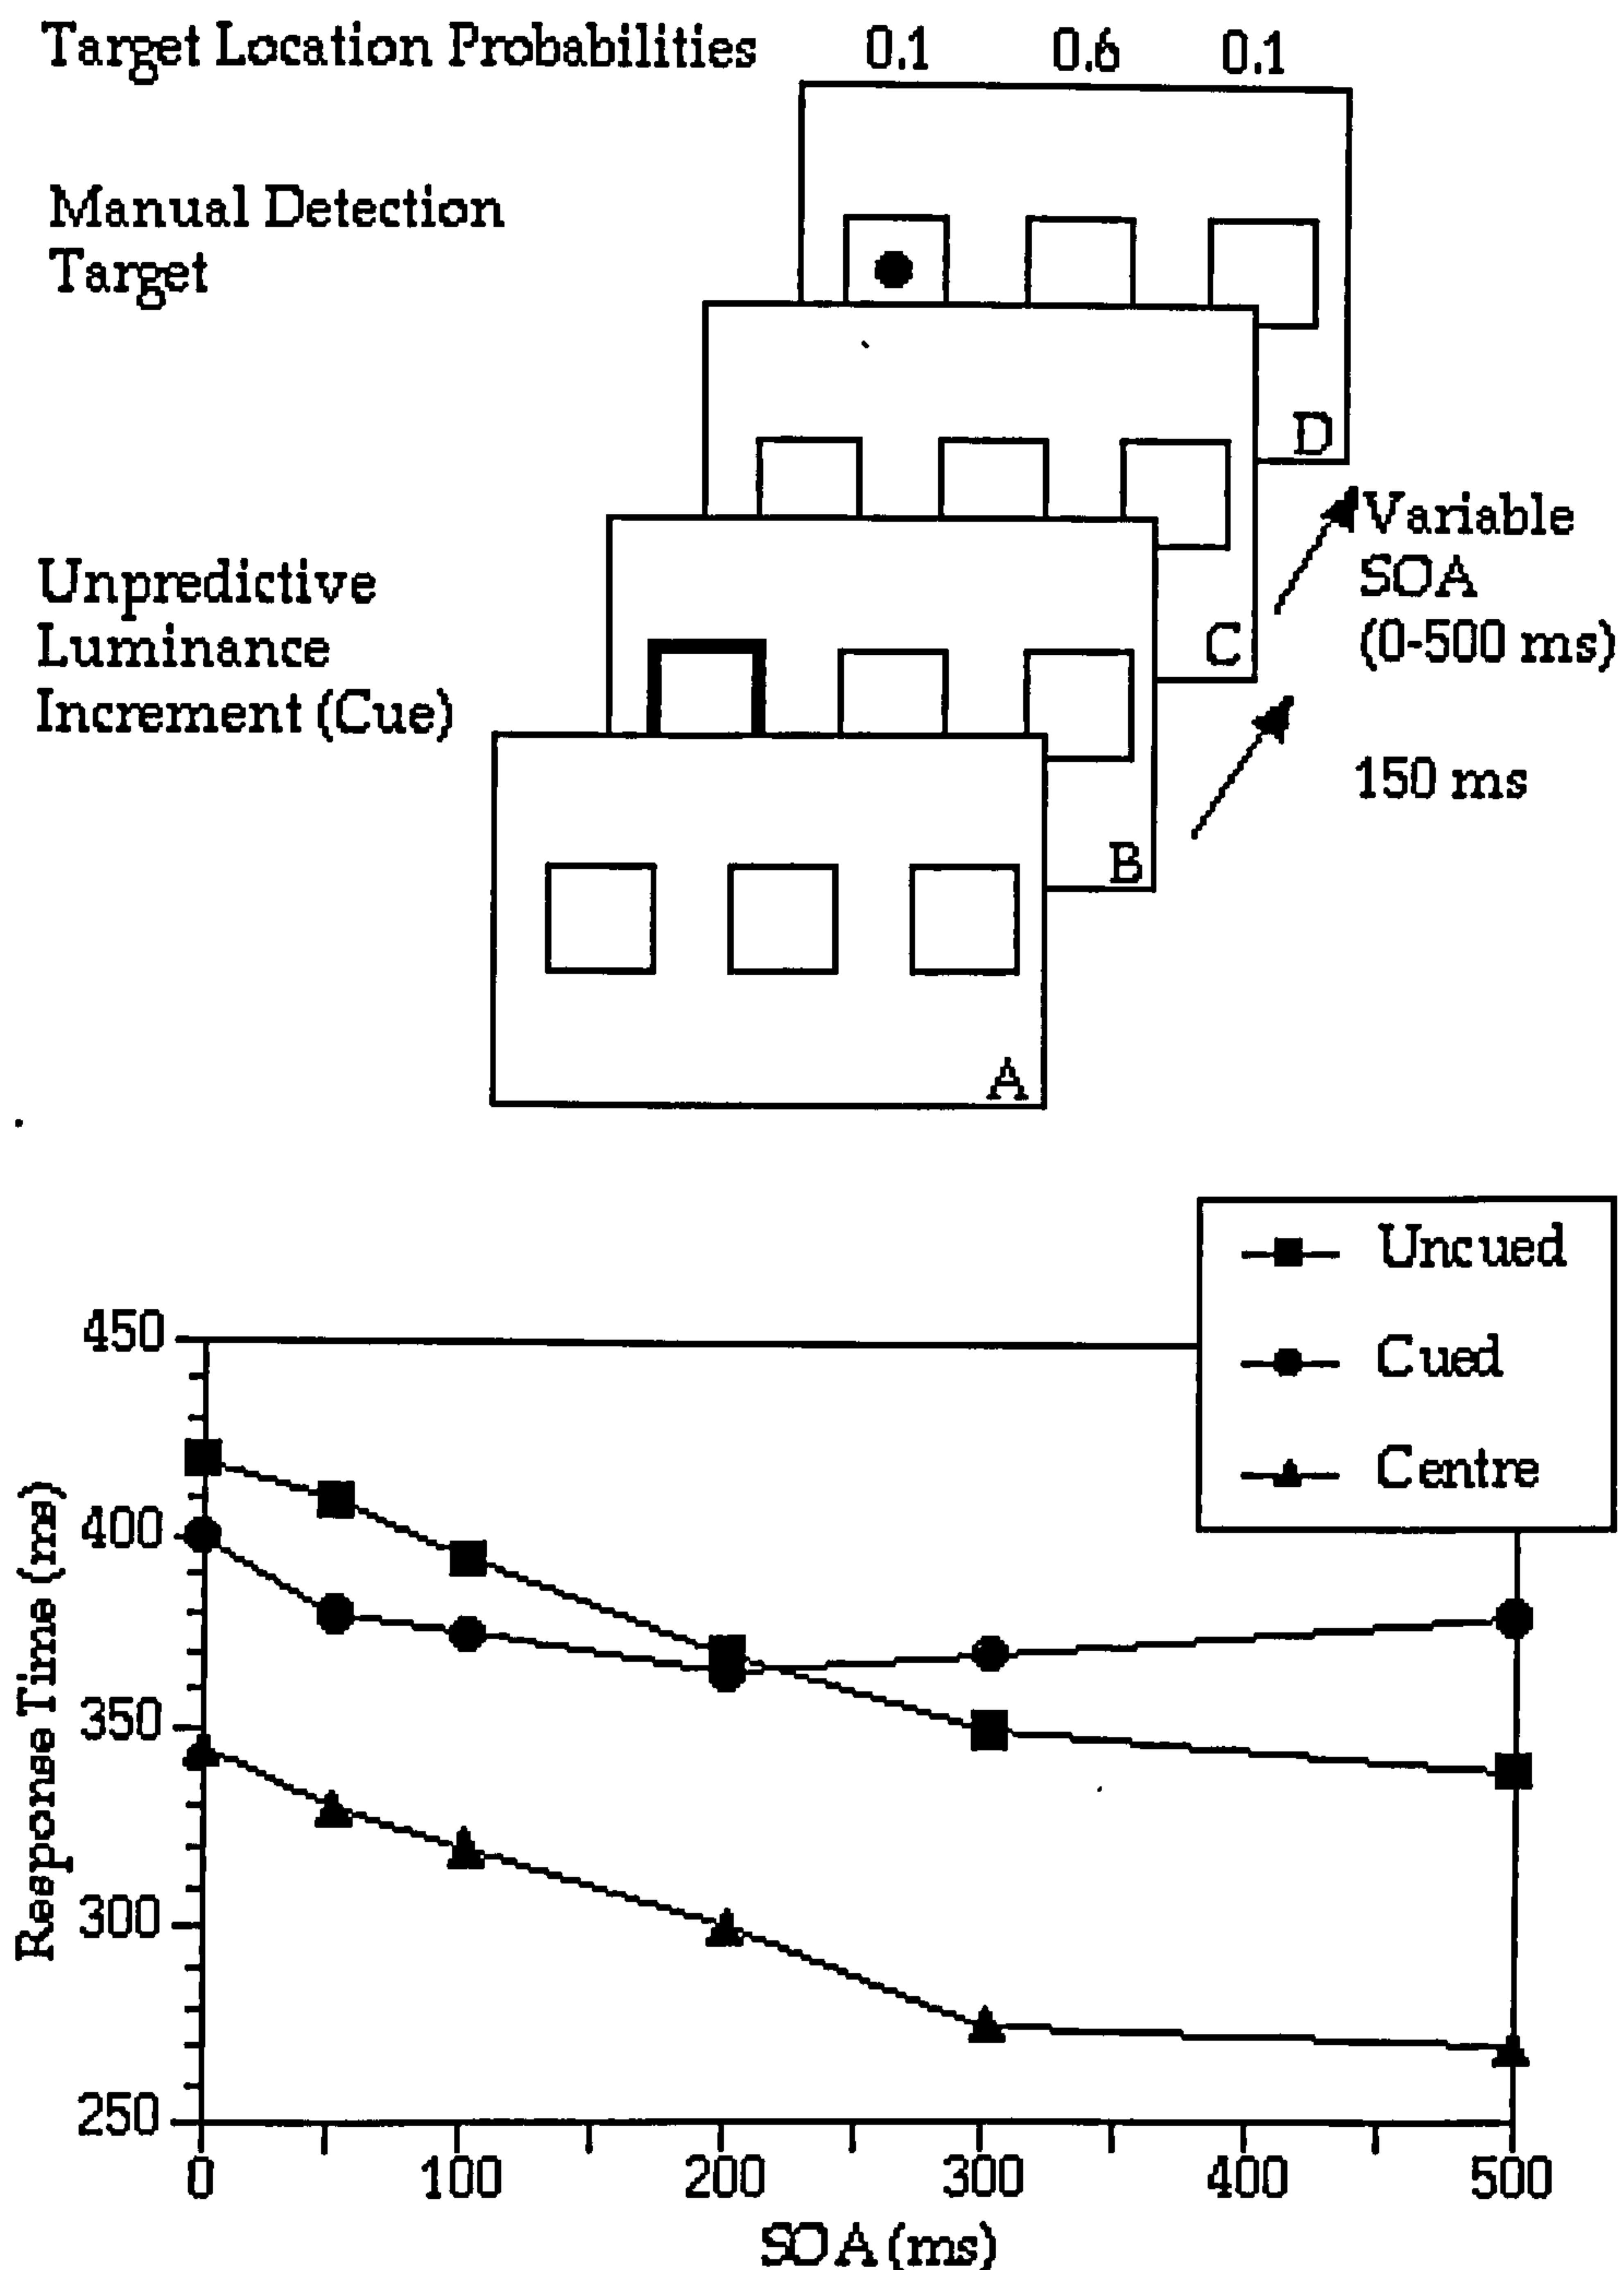 Target Location Probabilities 0.1 0.6 0.1
Manual Detection
Target
D
Variable
SOA
(0-500 ms)
Unpredictive
Luminance
Increment (Cue)
C
150 ms
B
A
Uncued
Cued
Centre
450
400
350
300
250
Response Time (ms)
0 100 200 300 400 500
SOA (ms)